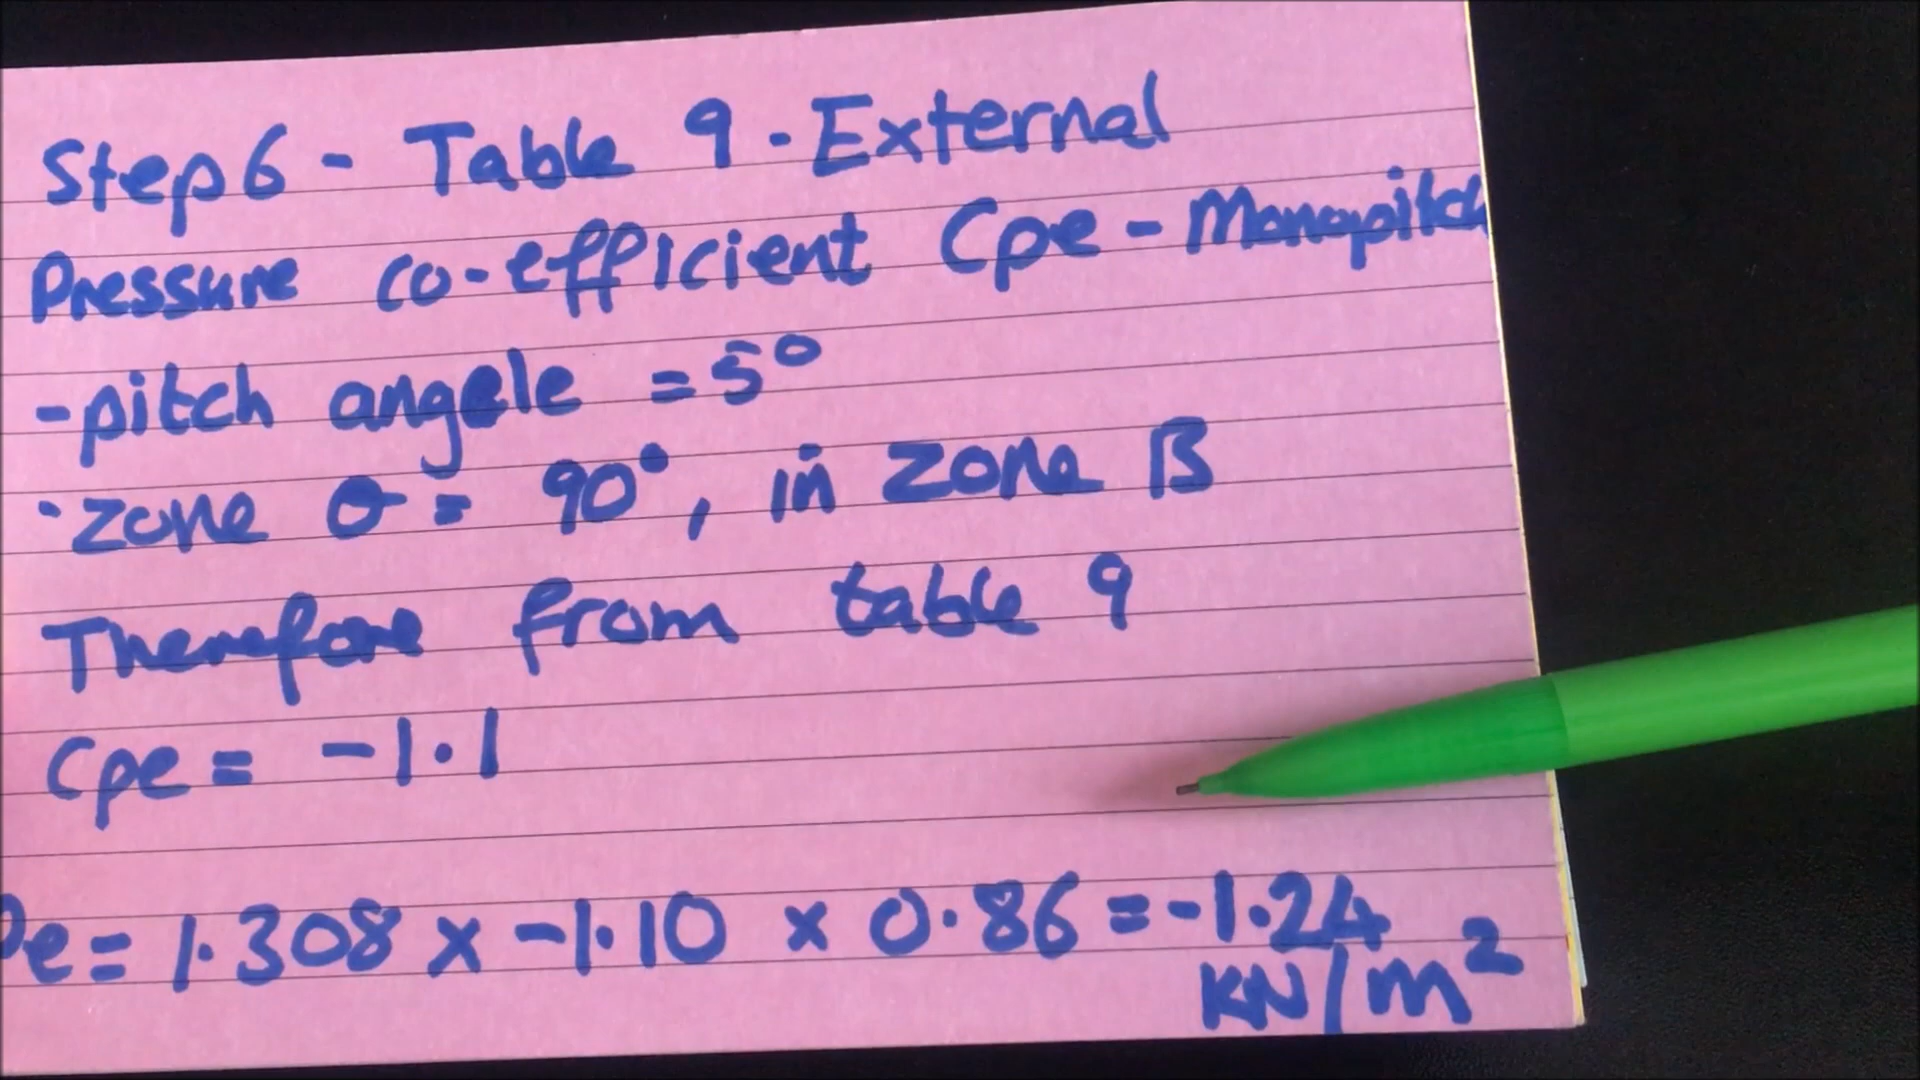 Step 6 - Table 9 - External
Pressure co-efficient Cpe - Monopitch
- pitch angele = 5°
· zone θ = 90°, in zone B
Therefore from table 9
Cpe = -1.1
Pe = 1.308 x -1.10 x 0.86 = -1.24
KN/m²